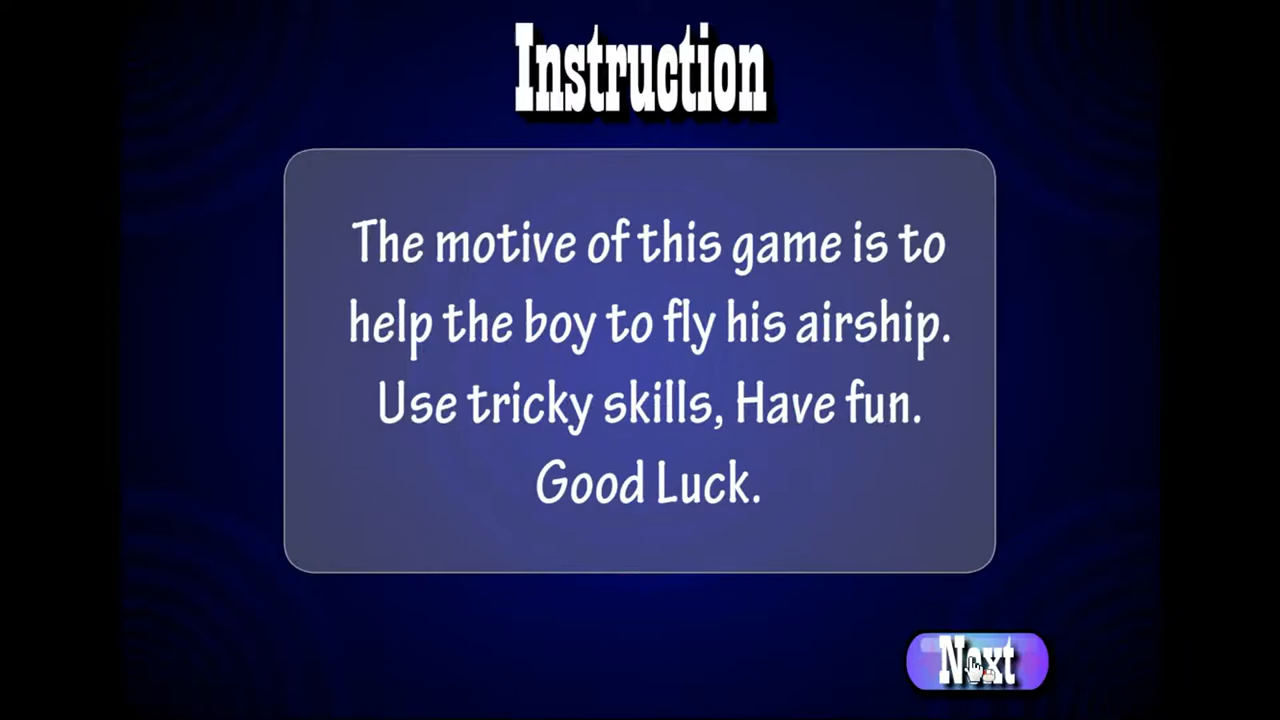 Instruction
The motive of this game is to
help the boy to fly his airship.
Use tricky skills, Have fun.
Good Luck.
Next